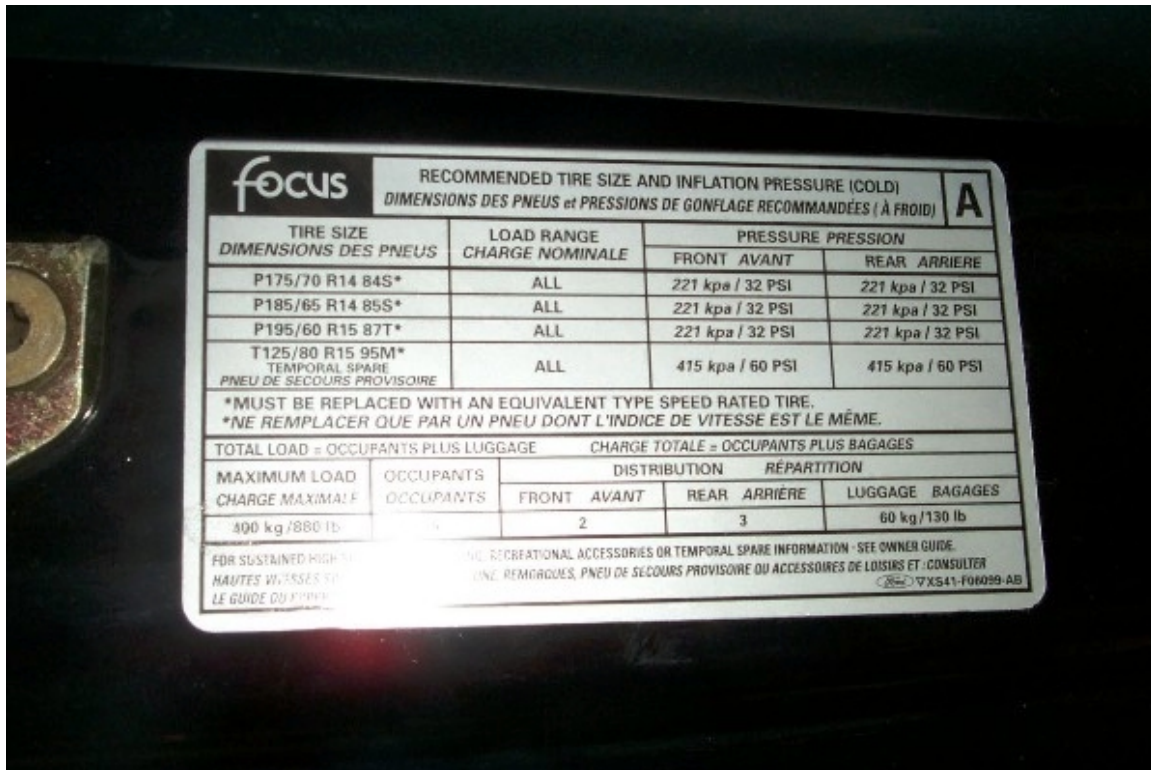 focus
RECOMMENDED TIRE SIZE AND INFLATION PRESSURE (COLD)
DIMENSIONS DES PNEUS et PRESSIONS DE GONFLAGE RECOMMANDÉES ( À FROID)
A
TIRE SIZE LOAD RANGE PRESSURE PRESSION
DIMENSIONS DES PNEUS CHARGE NOMINALE FRONT AVANT REAR ARRIERE
P175/70 R14 84S* ALL 221 kpa / 32 PSI 221 kpa / 32 PSI
P185/65 R14 85S* ALL 221 kpa / 32 PSI 221 kpa / 32 PSI
P195/60 R15 87T* ALL 221 kpa / 32 PSI 221 kpa / 32 PSI
T125/80 R15 95M* ALL 415 kpa / 60 PSI 415 kpa / 60 PSI
TEMPORAL SPARE
PNEU DE SECOURS PROVISOIRE
*MUST BE REPLACED WITH AN EQUIVALENT TYPE SPEED RATED TIRE.
*NE REMPLACER QUE PAR UN PNEU DONT L'INDICE DE VITESSE EST LE MÊME.
TOTAL LOAD = OCCUPANTS PLUS LUGGAGE CHARGE TOTALE = OCCUPANTS PLUS BAGAGES
MAXIMUM LOAD OCCUPANTS DISTRIBUTION RÉPARTITION
CHARGE MAXIMALE OCCUPANTS FRONT AVANT REAR ARRIÈRE LUGGAGE BAGAGES
400 kg/880 lb 5 2 3 60 kg/130 lb
FOR SUSTAINED HIGH RECREATIONAL ACCESSORIES OR TEMPORAL SPARE INFORMATION - SEE OWNER GUIDE.
HAUTES VITESSES REMORQUES, PNEU DE SECOURS PROVISOIRE OU ACCESSOIRES DE LOISIRS ET : CONSULTER
LE GUIDE DU Ford XS41-F06099-AB